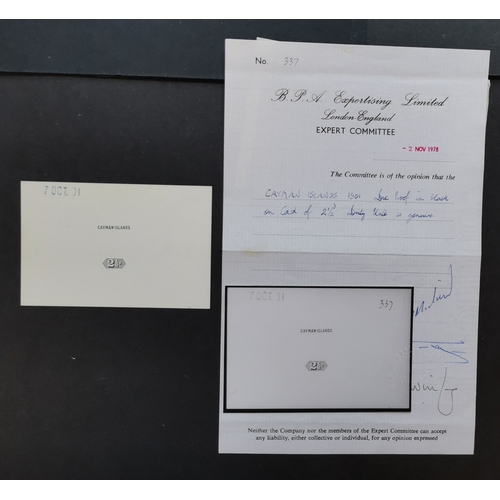 No. 337
B.P.A. Expertising Limited
London England
EXPERT COMMITTEE
- 2 NOV 1978
The Committee is of the opinion that the
CAYMAN ISLANDS 1901 Die Proof in black
on Card of 2½d Duty Plate is genuine
7 OCT 01
CAYMAN ISLANDS
2½
7 OCT 01
337
CAYMAN ISLANDS
2½
Neither the Company nor the members of the Expert Committee can accept
any liability, either collective or individual, for any opinion expressed